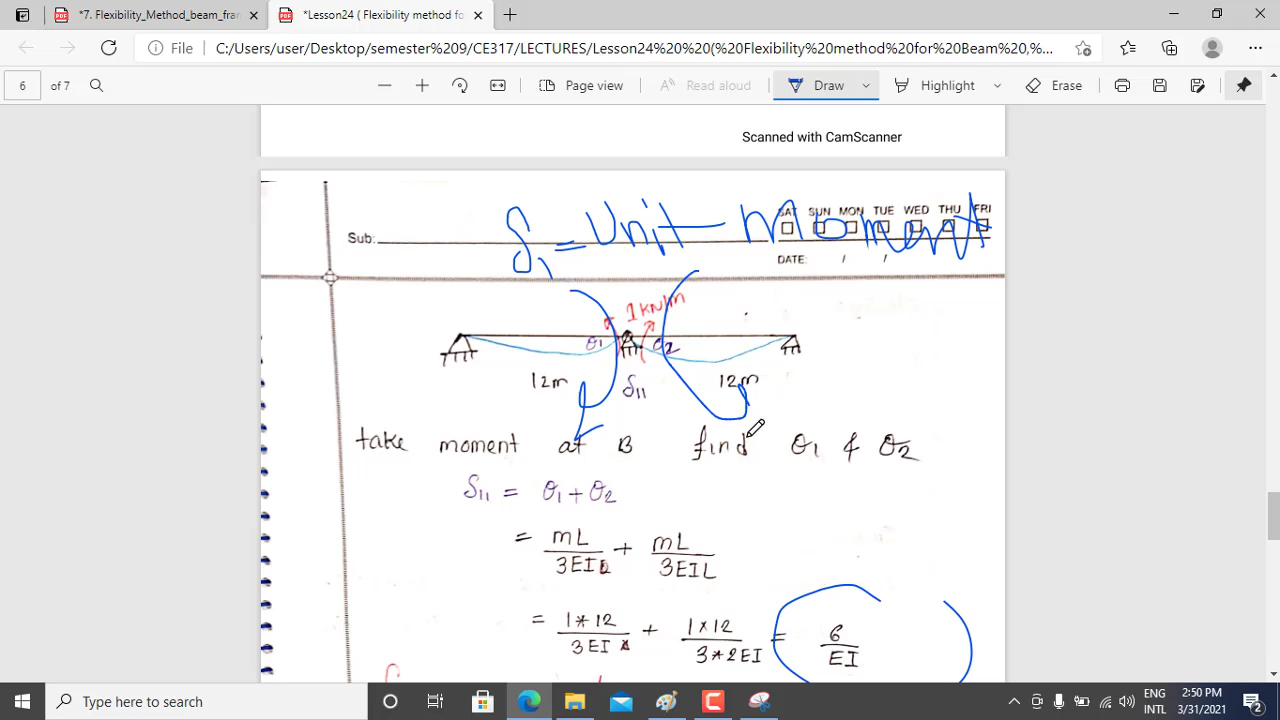 *7. Flexibility_Method_beam_fra
*Lesson24 ( Flexibility method fo
File C:/Users/user/Desktop/semester%209/CE317/LECTURES/Lesson24%20%20(%20Flexibility%20method%20for%20Beam%20,%...
6 of 7 Page view Read aloud Draw Highlight Erase
Scanned with CamScanner
δ1 = Unit Moment
SAT SUN MON TUE WED THU FRI
Sub:
DATE: / /
1 kN/m
θ1 θ2
12m δ11 12m
take moment at B find θ1 & θ2
δ11 = θ1 + θ2
= mL/3EI + mL/3EIL
= 1*12/3EI + 1×12/3*2EI = 6/EI
Type here to search
ENG
INTL
2:50 PM
3/31/2021
2